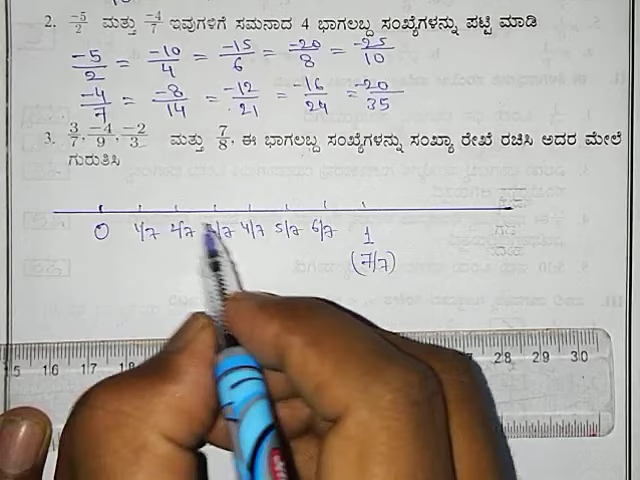 2. -5/2 ಮತ್ತು -4/7 ಇವುಗಳಿಗೆ ಸಮನಾದ 4 ಭಾಗಲಬ್ಧ ಸಂಖ್ಯೆಗಳನ್ನು ಪಟ್ಟಿ ಮಾಡಿ
-5/2 = -10/4 = -15/6 = -20/8 = -25/10
-4/7 = -8/14 = -12/21 = -16/24 = -20/35
3. 3/7, -4/9, -2/3 ಮತ್ತು 7/8, ಈ ಭಾಗಲಬ್ಧ ಸಂಖ್ಯೆಗಳನ್ನು ಸಂಖ್ಯಾ ರೇಖೆ ರಚಿಸಿ ಅದರ ಮೇಲೆ
ಗುರುತಿಸಿ
0 1/7 2/7 3/7 4/7 5/7 6/7 1
(7/7)
15 16 17 18 28 29 30